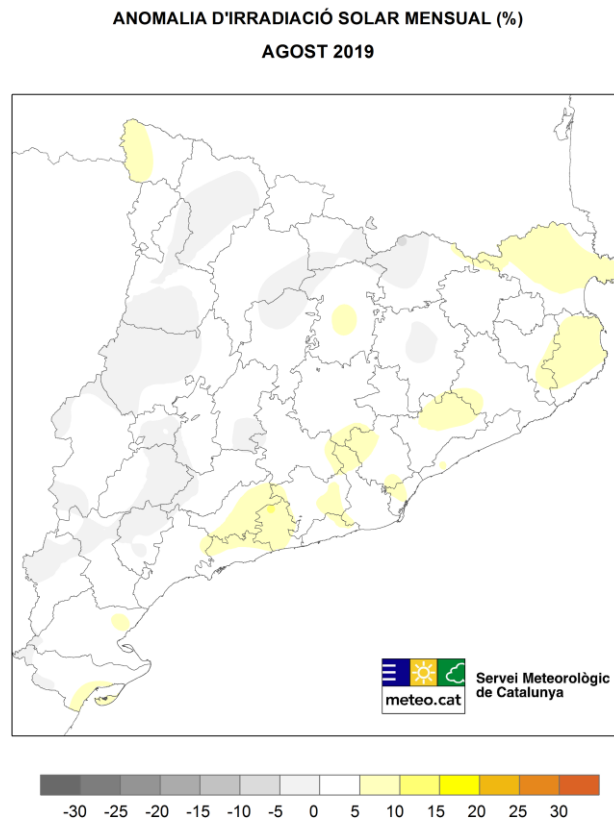 ANOMALIA D'IRRADIACIÓ SOLAR MENSUAL (%)
AGOST 2019
meteo.cat
Servei Meteorològic
de Catalunya
-30 -25 -20 -15 -10 -5 0 5 10 15 20 25 30